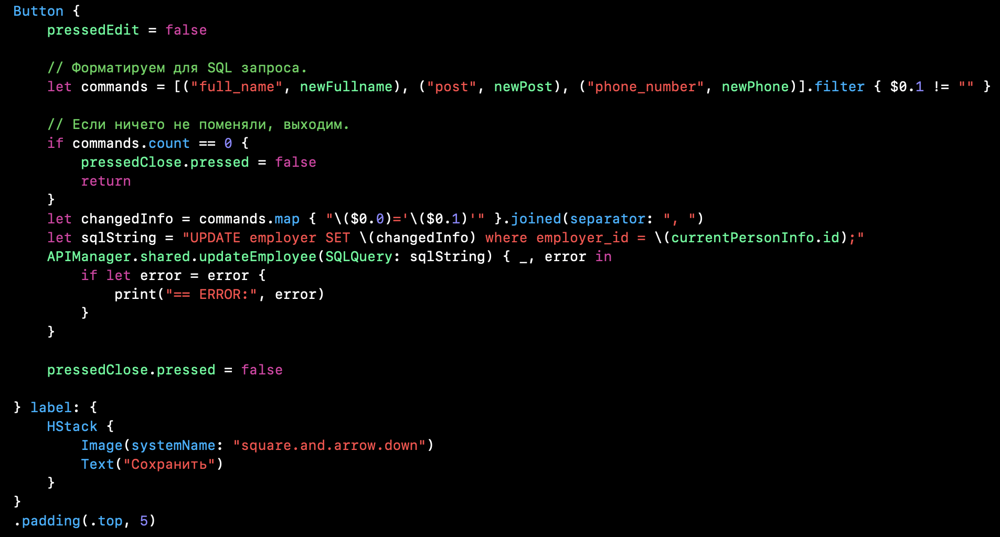 Button {
    pressedEdit = false

    // Форматируем для SQL запроса.
    let commands = [("full_name", newFullname), ("post", newPost), ("phone_number", newPhone)].filter { $0.1 != "" }

    // Если ничего не поменяли, выходим.
    if commands.count == 0 {
        pressedClose.pressed = false
        return
    }
    let changedInfo = commands.map { "\($0.0)='\($0.1)'" }.joined(separator: ", ")
    let sqlString = "UPDATE employer SET \(changedInfo) where employer_id = \(currentPersonInfo.id);"
    APIManager.shared.updateEmployee(SQLQuery: sqlString) { _, error in
        if let error = error {
            print("== ERROR:", error)
        }
    }

    pressedClose.pressed = false

} label: {
    HStack {
        Image(systemName: "square.and.arrow.down")
        Text("Сохранить")
    }
}
.padding(.top, 5)